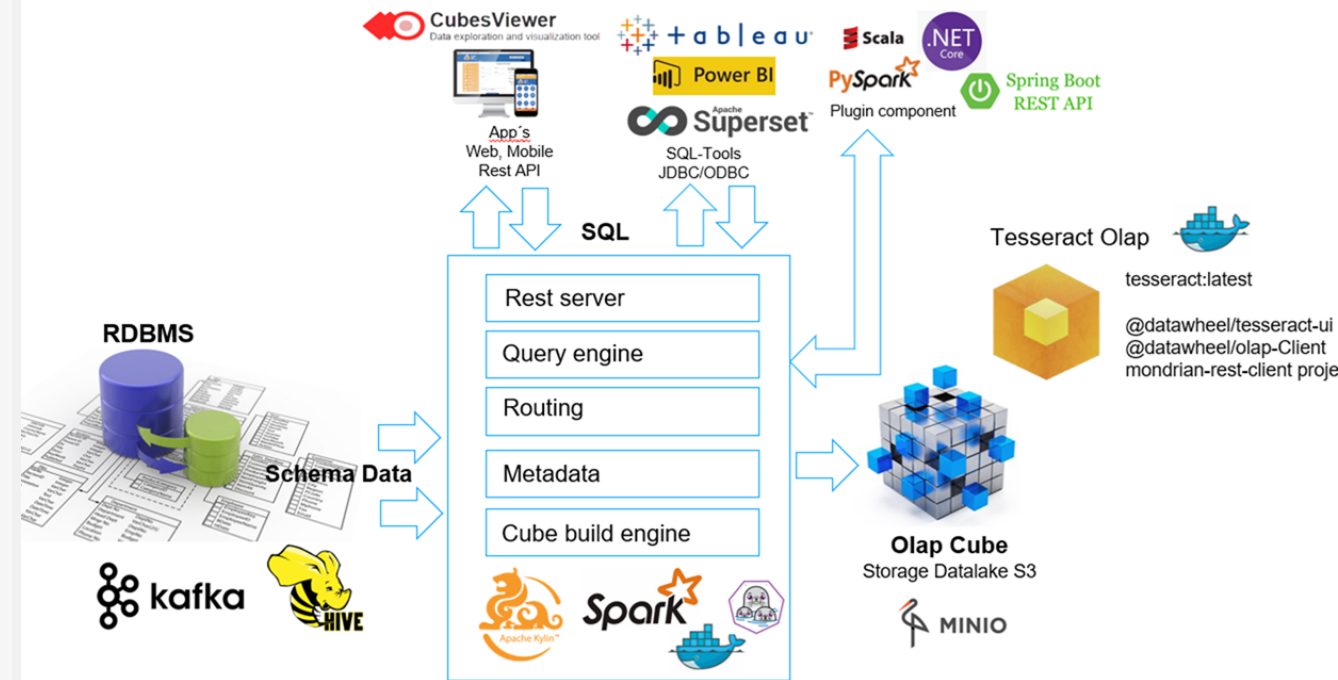 CubesViewer
Data exploration and visualization tool
App´s
Web, Mobile
Rest API
+ableau
Power BI
Apache
Superset™
SQL-Tools
JDBC/ODBC
Scala
.NET
Core
PySpark
Spring Boot
REST API
Plugin component
SQL
Rest server
Query engine
Routing
Metadata
Cube build engine
Apache Kylin™
Spark
RDBMS
Schema Data
kafka
HIVE
Tesseract Olap
tesseract:latest
@datawheel/tesseract-ui
@datawheel/olap-Client
mondrian-rest-client proje
Olap Cube
Storage Datalake S3
MINIO